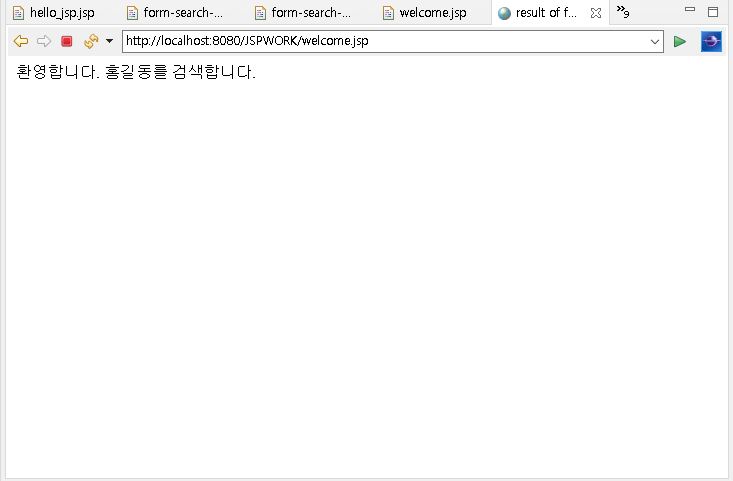 hello_jsp.jsp form-search-... form-search-... welcome.jsp result of f... »9
http://localhost:8080/JSPWORK/welcome.jsp
환영합니다. 홍길동를 검색합니다.